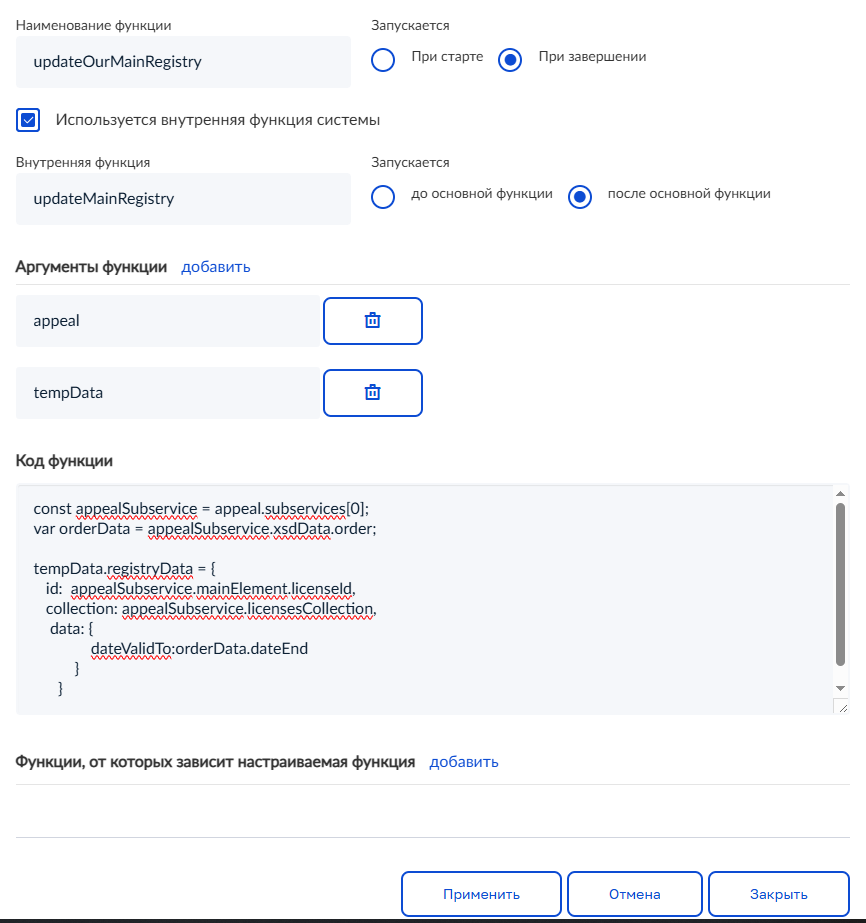 Наименование функции
Запускается
updateOurMainRegistry
При старте
При завершении
Используется внутренняя функция системы
Внутренняя функция
Запускается
updateMainRegistry
до основной функции
после основной функции
Аргументы функции добавить
appeal
tempData
Код функции
const appealSubservice = appeal.subservices[0];
var orderData = appealSubservice.xsdData.order;
tempData.registryData = {
id: appealSubservice.mainElement.licenseId,
collection: appealSubservice.licensesCollection,
data: {
dateValidTo:orderData.dateEnd
}
}
Функции, от которых зависит настраиваемая функция добавить
Применить
Отмена
Закрыть